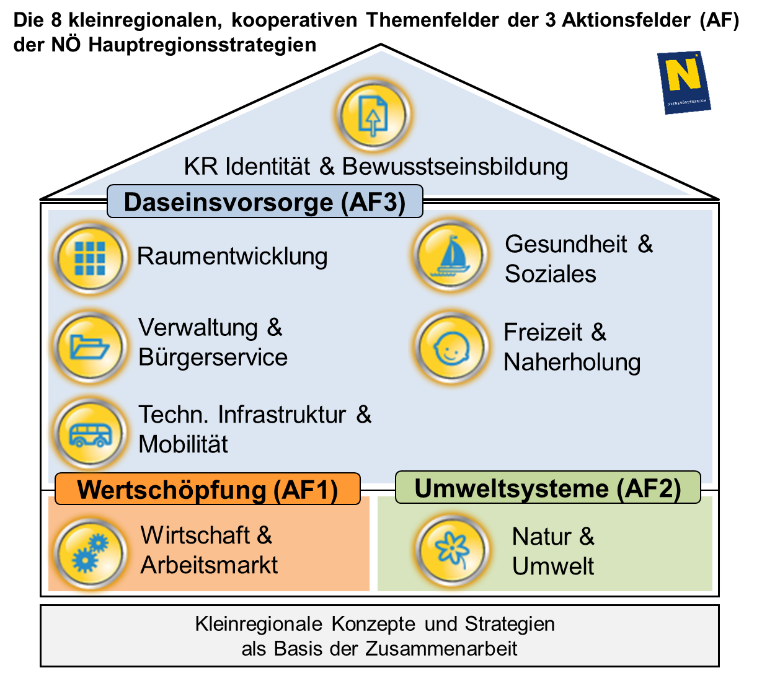 Die 8 kleinregionalen, kooperativen Themenfelder der 3 Aktionsfelder (AF)
der NÖ Hauptregionsstrategien
N
KR Identität & Bewusstseinsbildung
Daseinsvorsorge (AF3)
Raumentwicklung
Gesundheit &
Soziales
Verwaltung &
Bürgerservice
Freizeit &
Naherholung
Techn. Infrastruktur &
Mobilität
Wertschöpfung (AF1)
Umweltsysteme (AF2)
Wirtschaft &
Arbeitsmarkt
Natur &
Umwelt
Kleinregionale Konzepte und Strategien
als Basis der Zusammenarbeit